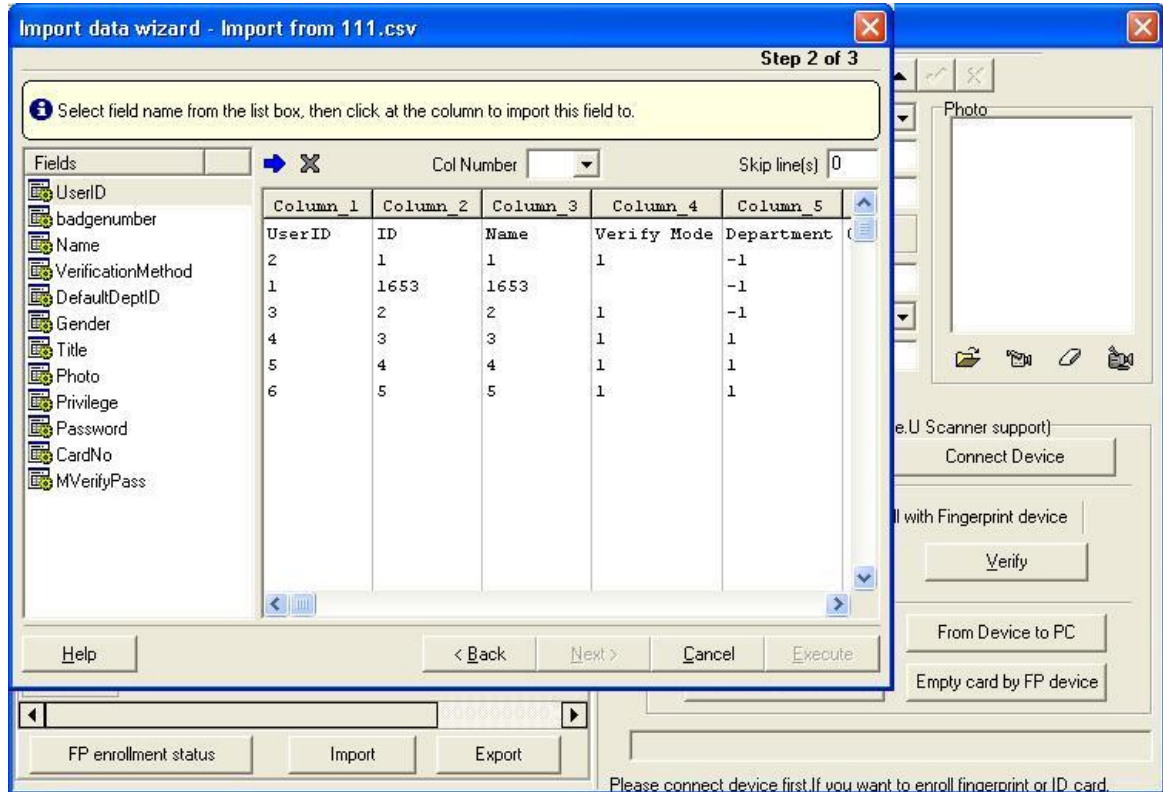 Import data wizard - Import from 111.csv
Step 2 of 3
Select field name from the list box, then click at the column to import this field to.
Fields
Col Number
Skip line(s) 0
UserID
badgenumber
Name
VerificationMethod
DefaultDeptID
Gender
Title
Photo
Privilege
Password
CardNo
MVerifyPass
Column_1 Column_2 Column_3 Column_4 Column_5
UserID ID Name Verify Mode Department
2 1 1 1 -1
1 1653 1653 -1
3 2 2 1 -1
4 3 3 1 1
5 4 4 1 1
6 5 5 1 1
Help
< Back
Next >
Cancel
Execute
Photo
e.U Scanner support)
Connect Device
ll with Fingerprint device
Verify
From Device to PC
Empty card by FP device
FP enrollment status
Import
Export
Please connect device first.If you want to enroll fingerprint or ID card,